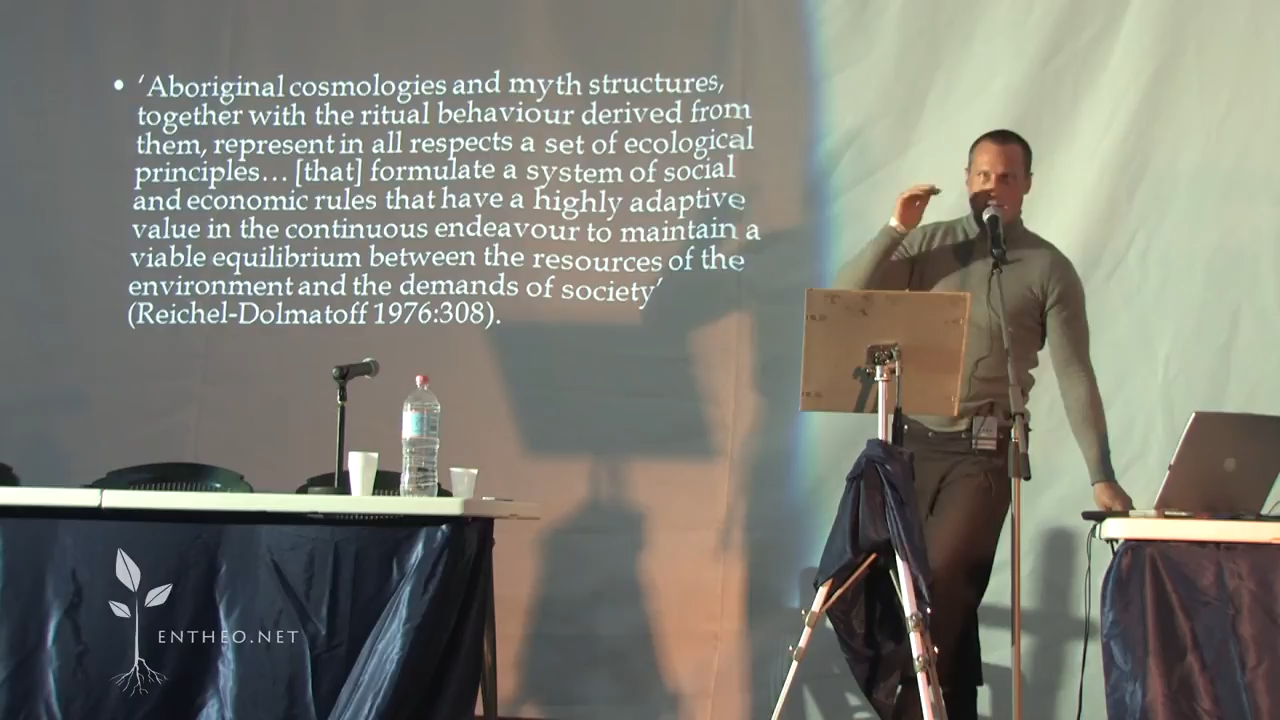 • ‘Aboriginal cosmologies and myth structures,
together with the ritual behaviour derived from
them, represent in all respects a set of ecological
principles… [that] formulate a system of social
and economic rules that have a highly adaptive
value in the continuous endeavour to maintain a
viable equilibrium between the resources of the
environment and the demands of society’
(Reichel-Dolmatoff 1976:308).
ENTHEO.NET